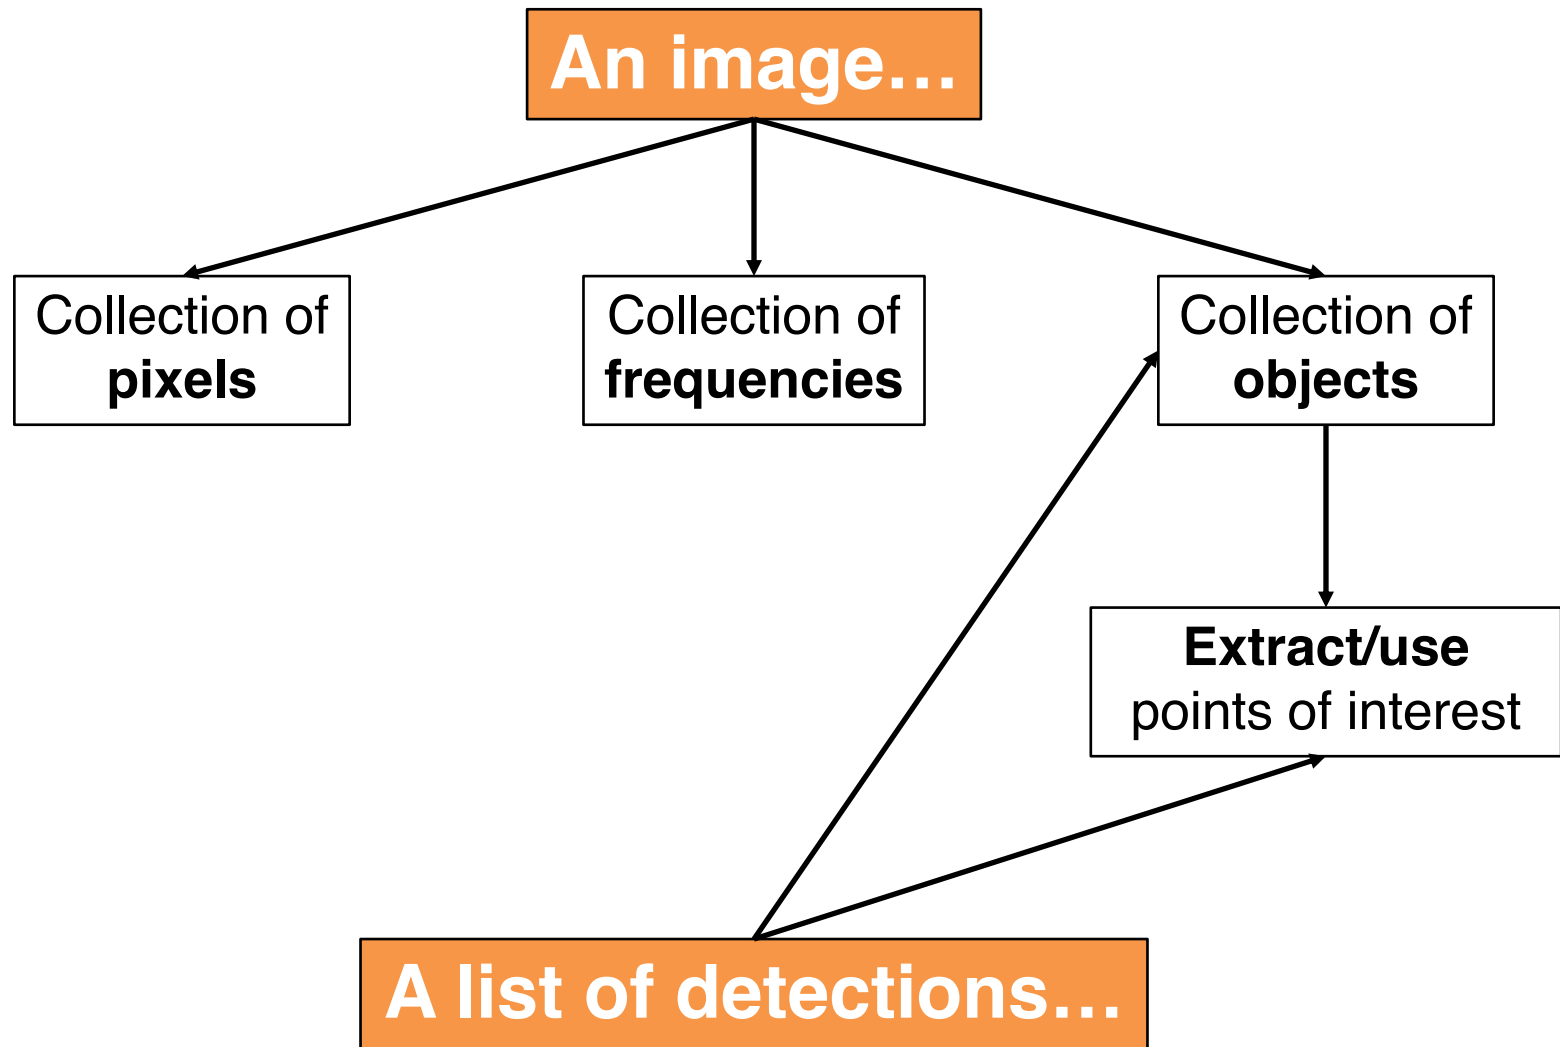 An image…
Collection of
pixels
Collection of
frequencies
Collection of
objects
Extract/use
points of interest
A list of detections…